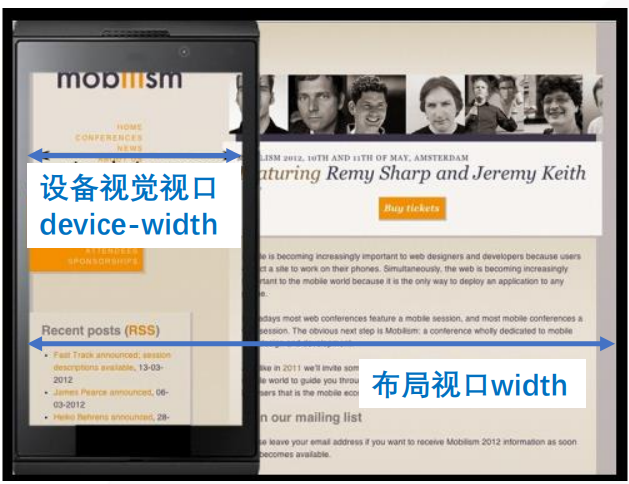 mobilism
HOME
CONFERENCES
NEWS
设备视觉视口
device-width
ATTENDEES
SPONSORSHIPS
Recent posts (RSS)
Fast Track announced; session
descriptions available, 13-03-
2012
James Pearce announced, 06-
03-2012
Heiko Behrens announced, 28-
LISM 2012, 10TH AND 11TH OF MAY, AMSTERDAM
aturing Remy Sharp and Jeremy Keith
Buy tickets
le is becoming increasingly important to web designers and developers because users
ct a site to work on their phones. Simultaneously, the web is becoming increasingly
rtant to the mobile world because it is the only way to deploy an application to any
e.
adays most web conferences feature a mobile session, and most mobile conferences a
session. The obvious next step is Mobilism: a conference wholly dedicated to mobile
like in 2011 we'll invite som
le world to guide you throu
sers that is the mobile eco
布局视口width
n our mailing list
se leave your email address if you want to receive Mobilism 2012 information as soon
becomes available.